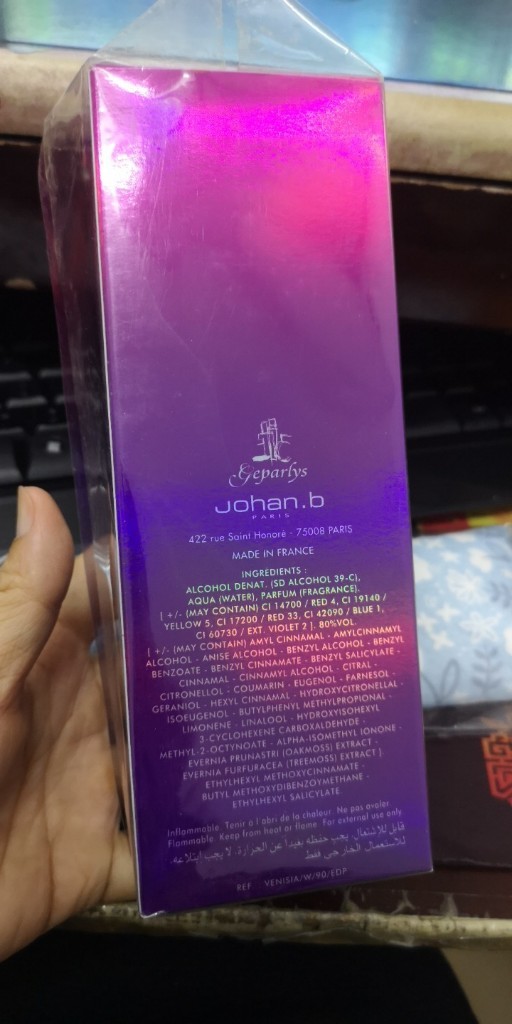 Geparlys
Johan.b
PARIS
422 rue Saint Honoré - 75008 PARIS
MADE IN FRANCE
INGREDIENTS :
ALCOHOL DENAT. (SD ALCOHOL 39-C),
AQUA (WATER), PARFUM (FRAGRANCE),
[ +/- (MAY CONTAIN) CI 14700 / RED 4, CI 19140 /
YELLOW 5, CI 17200 / RED 33, CI 42090 / BLUE 1,
CI 60730 / EXT. VIOLET 2 ]. 80%VOL.
[ +/- (MAY CONTAIN) AMYL CINNAMAL - AMYLCINNAMYL
ALCOHOL - ANISE ALCOHOL - BENZYL ALCOHOL - BENZYL
BENZOATE - BENZYL CINNAMATE - BENZYL SALICYLATE -
CINNAMAL - CINNAMYL ALCOHOL - CITRAL -
CITRONELLOL - COUMARIN - EUGENOL - FARNESOL -
GERANIOL - HEXYL CINNAMAL - HYDROXYCITRONELLAL -
ISOEUGENOL - BUTYLPHENYL METHYLPROPIONAL -
LIMONENE - LINALOOL - HYDROXYISOHEXYL
3-CYCLOHEXENE CARBOXALDEHYDE -
METHYL-2-OCTYNOATE - ALPHA-ISOMETHYL IONONE -
EVERNIA PRUNASTRI (OAKMOSS) EXTRACT -
EVERNIA FURFURACEA (TREEMOSS) EXTRACT ]
ETHYLHEXYL METHOXYCINNAMATE -
BUTYL METHOXYDIBENZOYMETHANE -
ETHYLHEXYL SALICYLATE
Inflammable. Tenir a l abri de la chaleur. Ne pas avaler
Flammable. Keep from heat or flame. For external use only
قابل للاشتعال. يجب حفظه بعيداً عن الحرارة. لا يجب إبتلاعه.
للاستعمال الخارجي فقط
REF. VENISIA/W/90/EDP